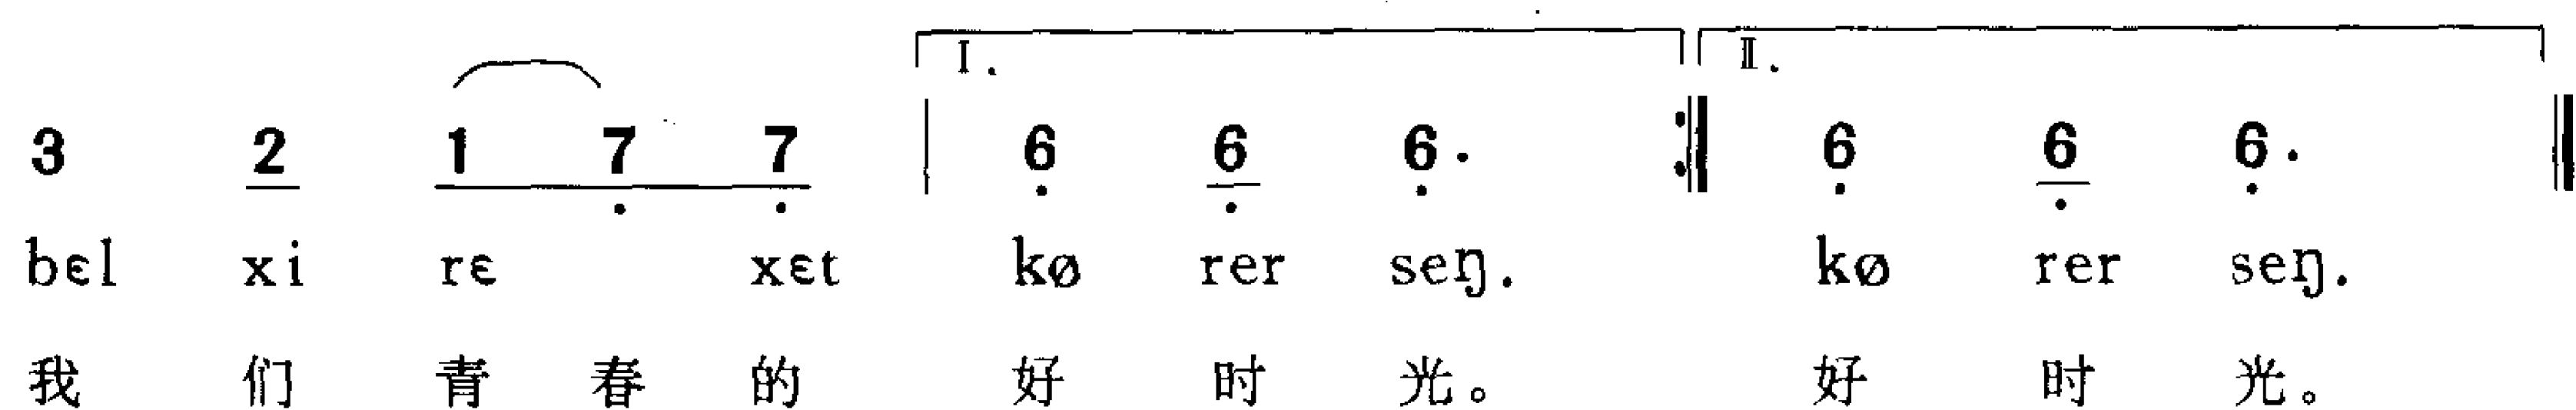 Ⅰ. Ⅱ.
3 2 1 7 7 6 6 6. 6 6 6.
bɛl xi rɛ xɛt kø rer seŋ. kø rer seŋ.
我 们 青 春 的 好 时 光。 好 时 光。